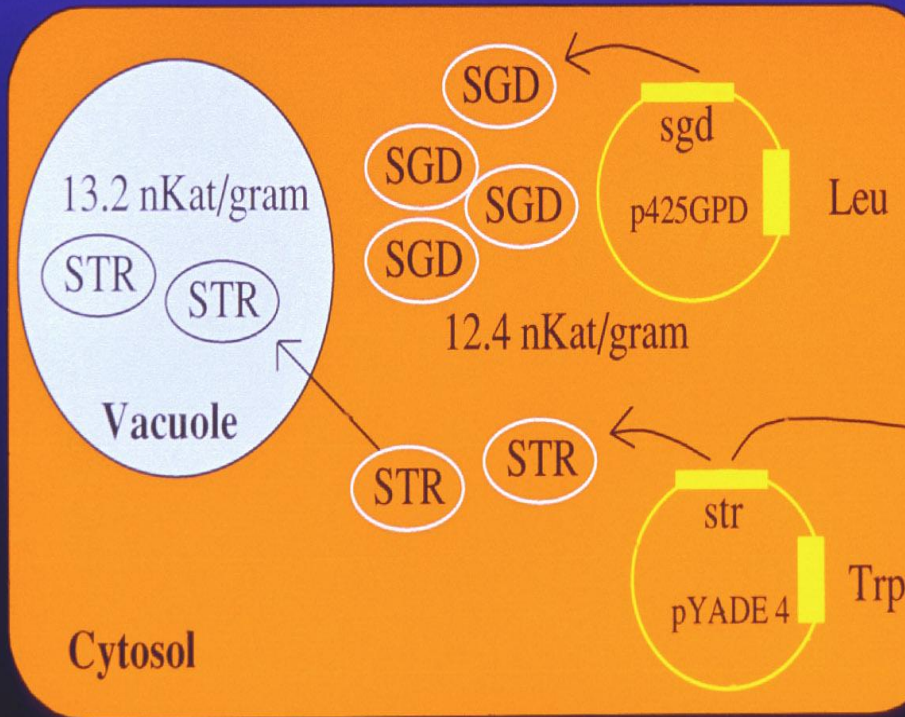 SGD
sgd
SGD
SGD
SGD
p425GPD
Leu
13.2 nKat/gram
STR
STR
12.4 nKat/gram
Vacuole
STR
STR
str
pYADE 4
Trp
Cytosol